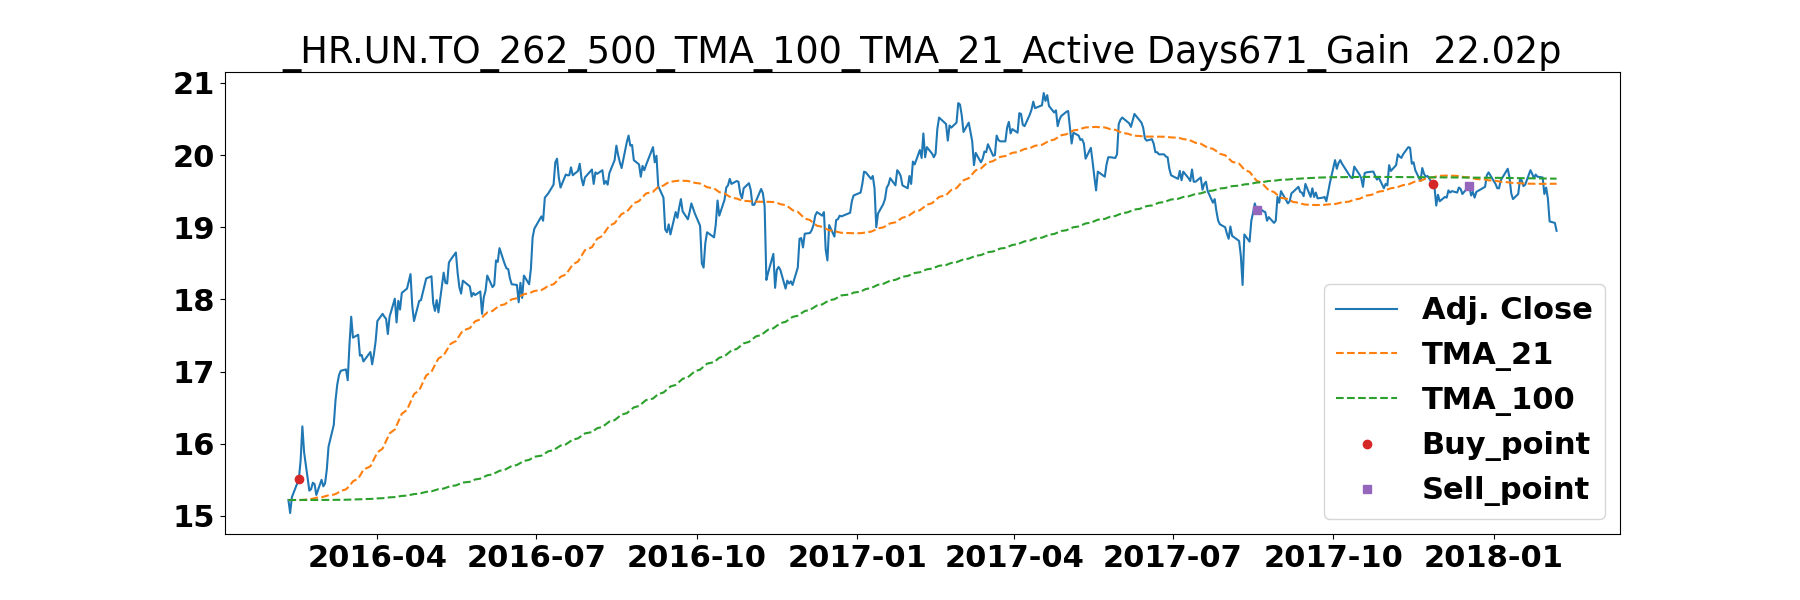 _HR.UN.TO_262_500_TMA_100_TMA_21_Active Days671_Gain  22.02p
21
20
19
18
17
16
15
2016-04 2016-07 2016-10 2017-01 2017-04 2017-07 2017-10 2018-01
Adj. Close
TMA_21
TMA_100
Buy_point
Sell_point